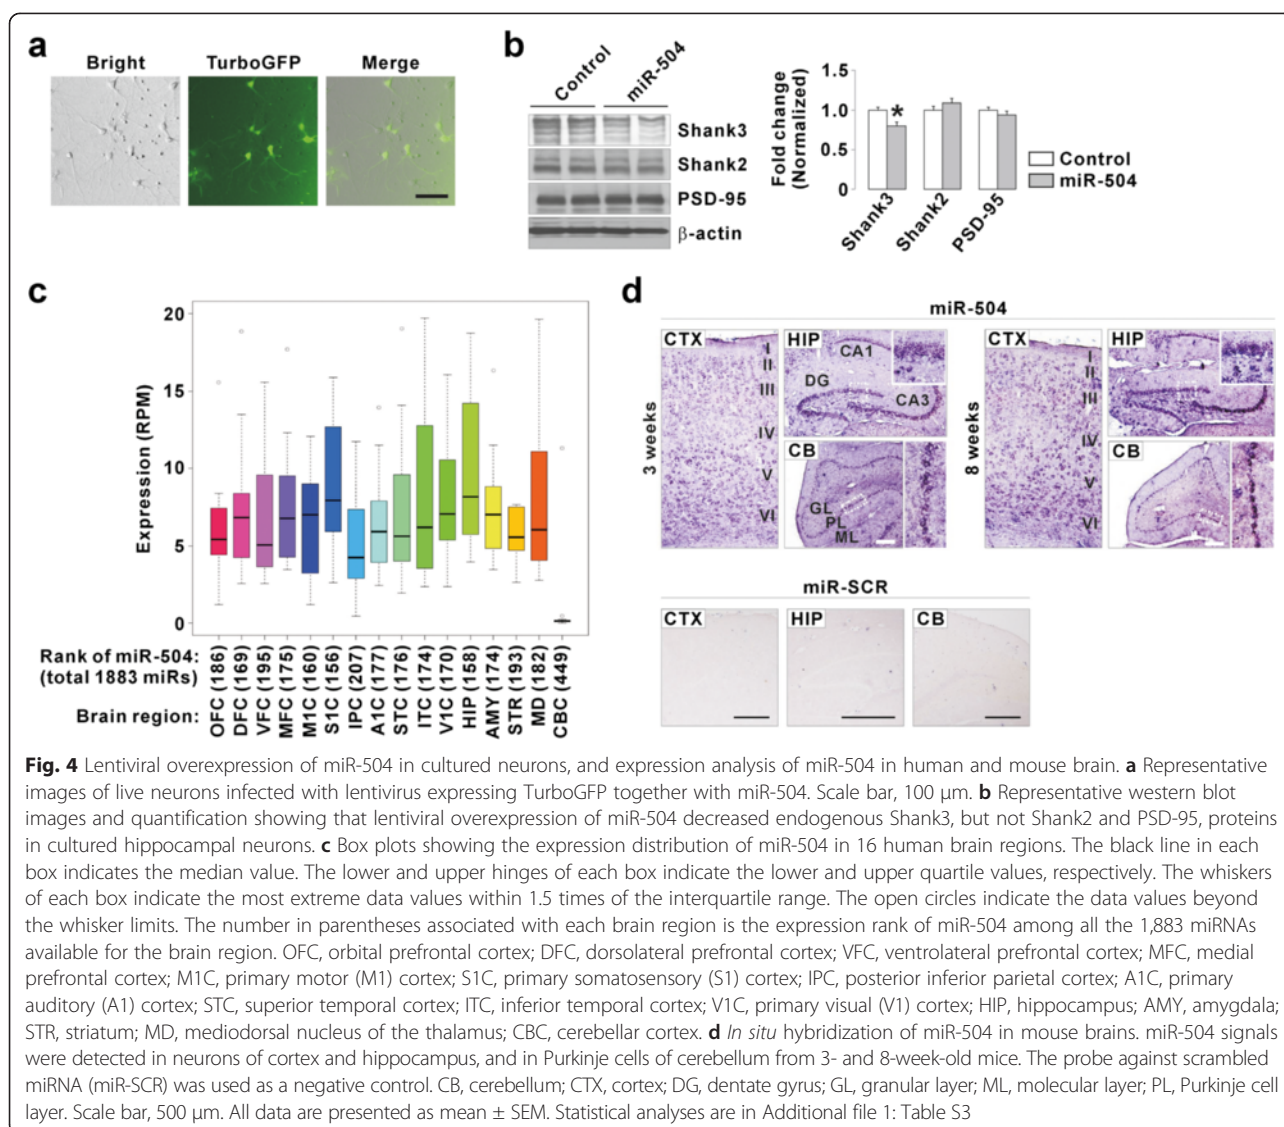 a
Bright TurboGFP Merge
b
Control miR-504
Shank3
Shank2
PSD-95
β-actin
Fold change
(Normalized)
1.5
1.0
0.5
0
*
Shank3 Shank2 PSD-95
Control
miR-504
c
Expression (RPM)
20
15
10
5
0
Rank of miR-504:
(total 1883 miRs)
Brain region:
OFC (186)
DFC (169)
VFC (195)
MFC (175)
M1C (160)
S1C (156)
IPC (207)
A1C (177)
STC (176)
ITC (174)
V1C (170)
HIP (158)
AMY (174)
STR (193)
MD (182)
CBC (449)
d
miR-504
3 weeks
CTX
I
II
III
IV
V
VI
HIP
CA1
DG
CA3
CB
GL
PL
ML
8 weeks
CTX
I
II
III
IV
V
VI
HIP
CB
miR-SCR
CTX HIP CB
Fig. 4 Lentiviral overexpression of miR-504 in cultured neurons, and expression analysis of miR-504 in human and mouse brain. a Representative
images of live neurons infected with lentivirus expressing TurboGFP together with miR-504. Scale bar, 100 μm. b Representative western blot
images and quantification showing that lentiviral overexpression of miR-504 decreased endogenous Shank3, but not Shank2 and PSD-95, proteins
in cultured hippocampal neurons. c Box plots showing the expression distribution of miR-504 in 16 human brain regions. The black line in each
box indicates the median value. The lower and upper hinges of each box indicate the lower and upper quartile values, respectively. The whiskers
of each box indicate the most extreme data values within 1.5 times of the interquartile range. The open circles indicate the data values beyond
the whisker limits. The number in parentheses associated with each brain region is the expression rank of miR-504 among all the 1,883 miRNAs
available for the brain region. OFC, orbital prefrontal cortex; DFC, dorsolateral prefrontal cortex; VFC, ventrolateral prefrontal cortex; MFC, medial
prefrontal cortex; M1C, primary motor (M1) cortex; S1C, primary somatosensory (S1) cortex; IPC, posterior inferior parietal cortex; A1C, primary
auditory (A1) cortex; STC, superior temporal cortex; ITC, inferior temporal cortex; V1C, primary visual (V1) cortex; HIP, hippocampus; AMY, amygdala;
STR, striatum; MD, mediodorsal nucleus of the thalamus; CBC, cerebellar cortex. d In situ hybridization of miR-504 in mouse brains. miR-504 signals
were detected in neurons of cortex and hippocampus, and in Purkinje cells of cerebellum from 3- and 8-week-old mice. The probe against scrambled
miRNA (miR-SCR) was used as a negative control. CB, cerebellum; CTX, cortex; DG, dentate gyrus; GL, granular layer; ML, molecular layer; PL, Purkinje cell
layer. Scale bar, 500 μm. All data are presented as mean ± SEM. Statistical analyses are in Additional file 1: Table S3